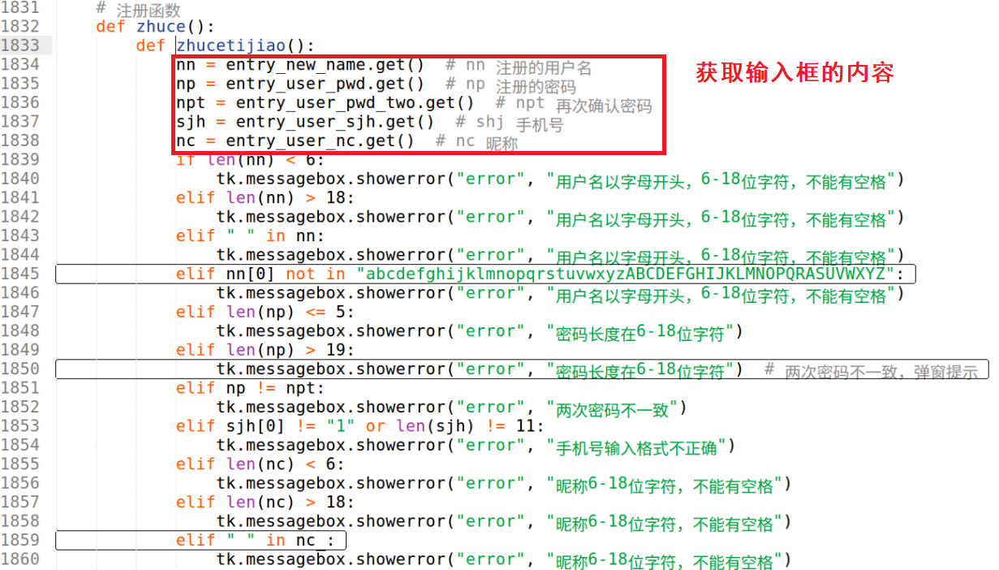 1831 # 注册函数
1832 def zhuce():
1833 def zhucetijiao():
1834 nn = entry_new_name.get() # nn 注册的用户名
1835 np = entry_user_pwd.get() # np 注册的密码
1836 npt = entry_user_pwd_two.get() # npt 再次确认密码
1837 sjh = entry_user_sjh.get() # shj 手机号
1838 nc = entry_user_nc.get() # nc 昵称
获取输入框的内容
1839 if len(nn) < 6:
1840 tk.messagebox.showerror("error", "用户名以字母开头，6-18位字符，不能有空格")
1841 elif len(nn) > 18:
1842 tk.messagebox.showerror("error", "用户名以字母开头，6-18位字符，不能有空格")
1843 elif " " in nn:
1844 tk.messagebox.showerror("error", "用户名以字母开头，6-18位字符，不能有空格")
1845 elif nn[0] not in "abcdefghijklmnopqrstuvwxyzABCDEFGHIJKLMNOPQRASUVWXYZ":
1846 tk.messagebox.showerror("error", "用户名以字母开头，6-18位字符，不能有空格")
1847 elif len(np) <= 5:
1848 tk.messagebox.showerror("error", "密码长度在6-18位字符")
1849 elif len(np) > 19:
1850 tk.messagebox.showerror("error", "密码长度在6-18位字符") # 两次密码不一致，弹窗提示
1851 elif np != npt:
1852 tk.messagebox.showerror("error", "两次密码不一致")
1853 elif sjh[0] != "1" or len(sjh) != 11:
1854 tk.messagebox.showerror("error", "手机号输入格式不正确")
1855 elif len(nc) < 6:
1856 tk.messagebox.showerror("error", "昵称6-18位字符，不能有空格")
1857 elif len(nc) > 18:
1858 tk.messagebox.showerror("error", "昵称6-18位字符，不能有空格")
1859 elif " " in nc_:
1860 tk.messagebox.showerror("error", "昵称6-18位字符，不能有空格")